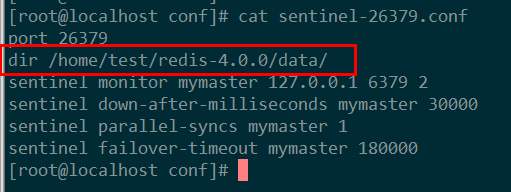 [root@localhost conf]# cat sentinel-26379.conf
port 26379
dir /home/test/redis-4.0.0/data/
sentinel monitor mymaster 127.0.0.1 6379 2
sentinel down-after-milliseconds mymaster 30000
sentinel parallel-syncs mymaster 1
sentinel failover-timeout mymaster 180000
[root@localhost conf]#